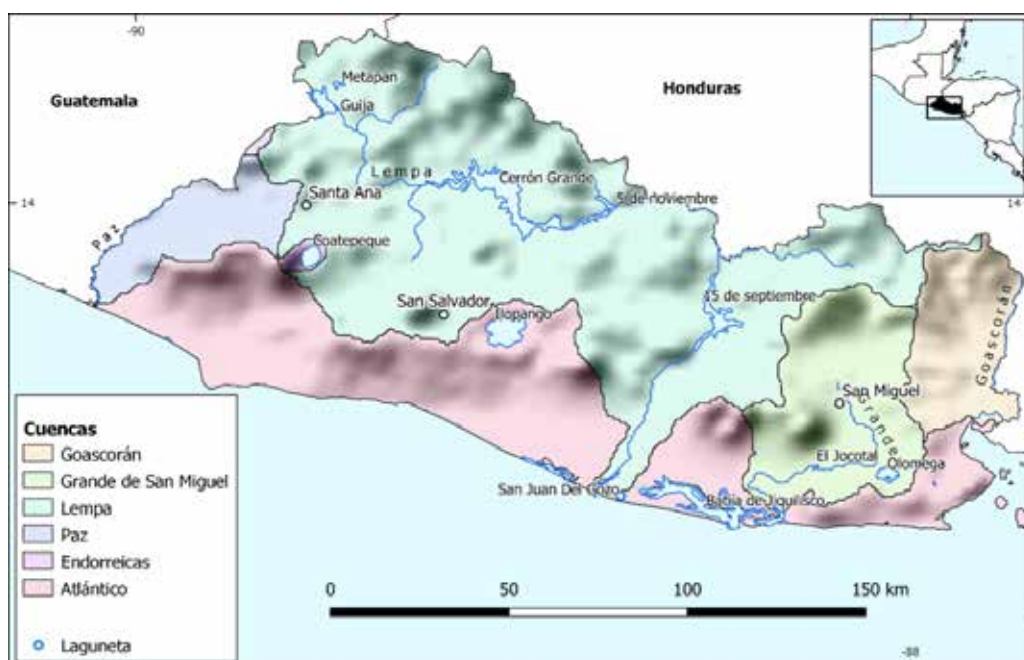 -90
Guatemala
Honduras
Metapan
Guija
Lempa
Cerrón Grande
5 de noviembre
14
14
Santa Ana
Paz
Coatepeque
San Salvador
Ilopango
15 de septiembre
Goascorán
San Miguel
Grande
El Jocotal
Olomega
San Juan Del Gozo
Bahía de Jiquilisco
Cuencas
Goascorán
Grande de San Miguel
Lempa
Paz
Endorreicas
Atlántico
Laguneta
0 50 100 150 km
-88